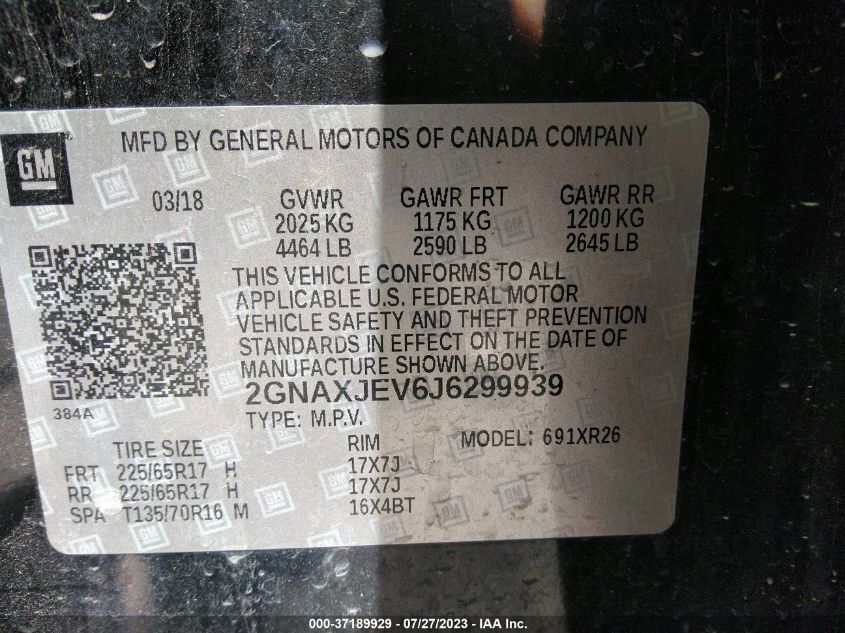 MFD BY GENERAL MOTORS OF CANADA COMPANY
GM
03/18 GVWR GAWR FRT GAWR RR
2025 KG 1175 KG 1200 KG
4464 LB 2590 LB 2645 LB
THIS VEHICLE CONFORMS TO ALL
APPLICABLE U.S. FEDERAL MOTOR
VEHICLE SAFETY AND THEFT PREVENTION
STANDARDS IN EFFECT ON THE DATE OF
MANUFACTURE SHOWN ABOVE.
2GNAXJEV6J6299939
384A
TYPE: M.P.V.
TIRE SIZE RIM MODEL: 691XR26
FRT 225/65R17 H 17X7J
RR 225/65R17 H 17X7J
SPA T135/70R16 M 16X4BT
000-37189929 - 07/27/2023 - IAA Inc.